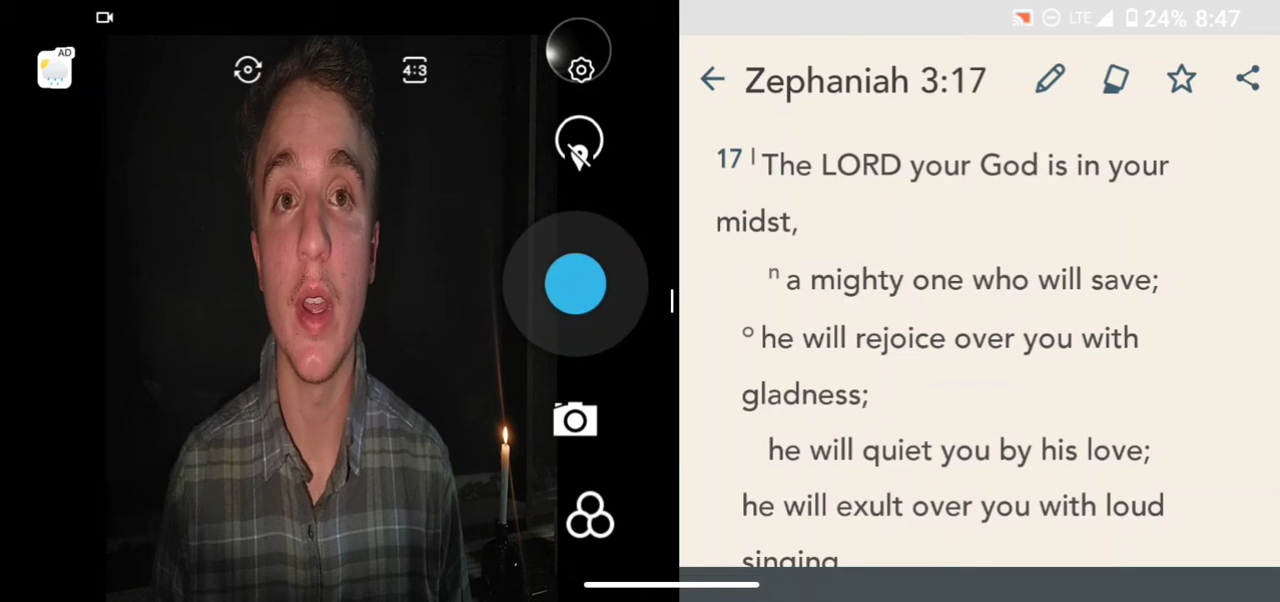 AD
4:3
LTE 24% 8:47
Zephaniah 3:17
17 l The LORD your God is in your
midst,
n a mighty one who will save;
o he will rejoice over you with
gladness;
he will quiet you by his love;
he will exult over you with loud
singing